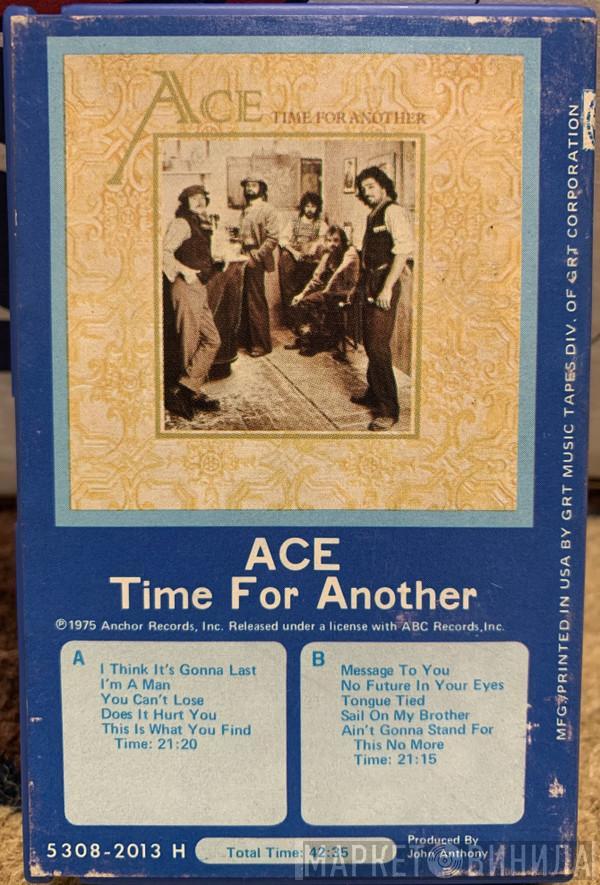 ACE TIME FOR ANOTHER
ACE
Time For Another
℗1975 Anchor Records, Inc. Released under a license with ABC Records, Inc.
A
I Think It's Gonna Last
I'm A Man
You Can't Lose
Does It Hurt You
This Is What You Find
Time: 21:20
B
Message To You
No Future In Your Eyes
Tongue Tied
Sail On My Brother
Ain't Gonna Stand For
This No More
Time: 21:15
5308-2013 H
Total Time: 42:35
Produced By
John Anthony
MFG./PRINTED IN USA BY GRT MUSIC TAPES DIV. OF GRT CORPORATION
МАРКЕТ ВИНИЛА